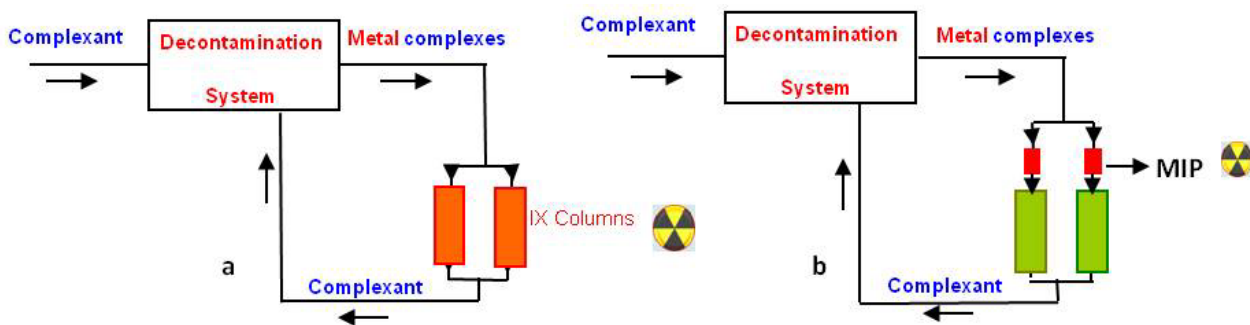 Complexant
Decontamination
System
Metal complexes
IX Columns
a
Complexant
Complexant
Decontamination
System
Metal complexes
MIP
b
Complexant